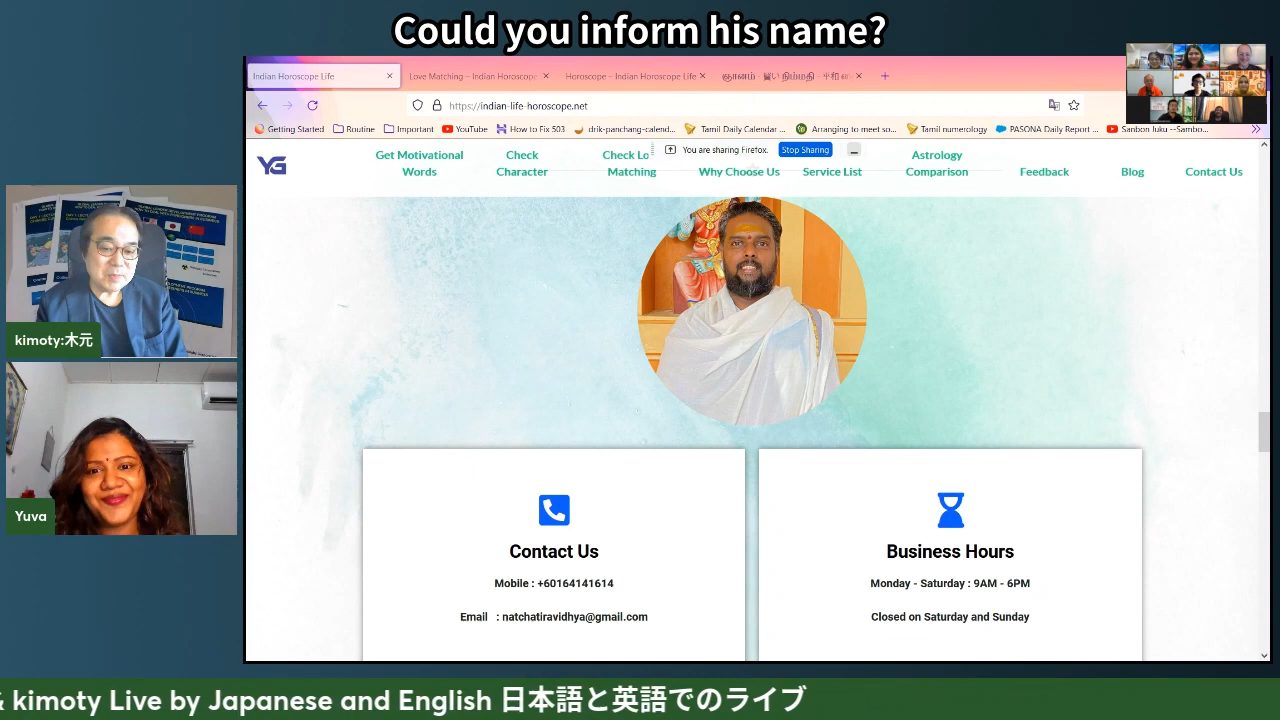 Could you inform his name?
Indian Horoscope Life
Love Matching – Indian Horoscope
Horoscope – Indian Horoscope Life
https://indian-life-horoscope.net
Getting Started
Routine
Important
YouTube
How to Fix 503
drik-panchang-calend...
Tamil Daily Calendar ...
Arranging to meet so...
Tamil numerology
PASONA Daily Report ...
Sanbon Juku --Sambo...
You are sharing Firefox.
Stop Sharing
YG
Get Motivational
Words
Check
Character
Check Lo
Matching
Why Choose Us
Service List
Astrology
Comparison
Feedback
Blog
Contact Us
kimoty:木元
Yuva
Contact Us
Mobile : +60164141614
Email : natchatiravidhya@gmail.com
Business Hours
Monday - Saturday : 9AM - 6PM
Closed on Saturday and Sunday
& kimoty Live by Japanese and English 日本語と英語でのライブ